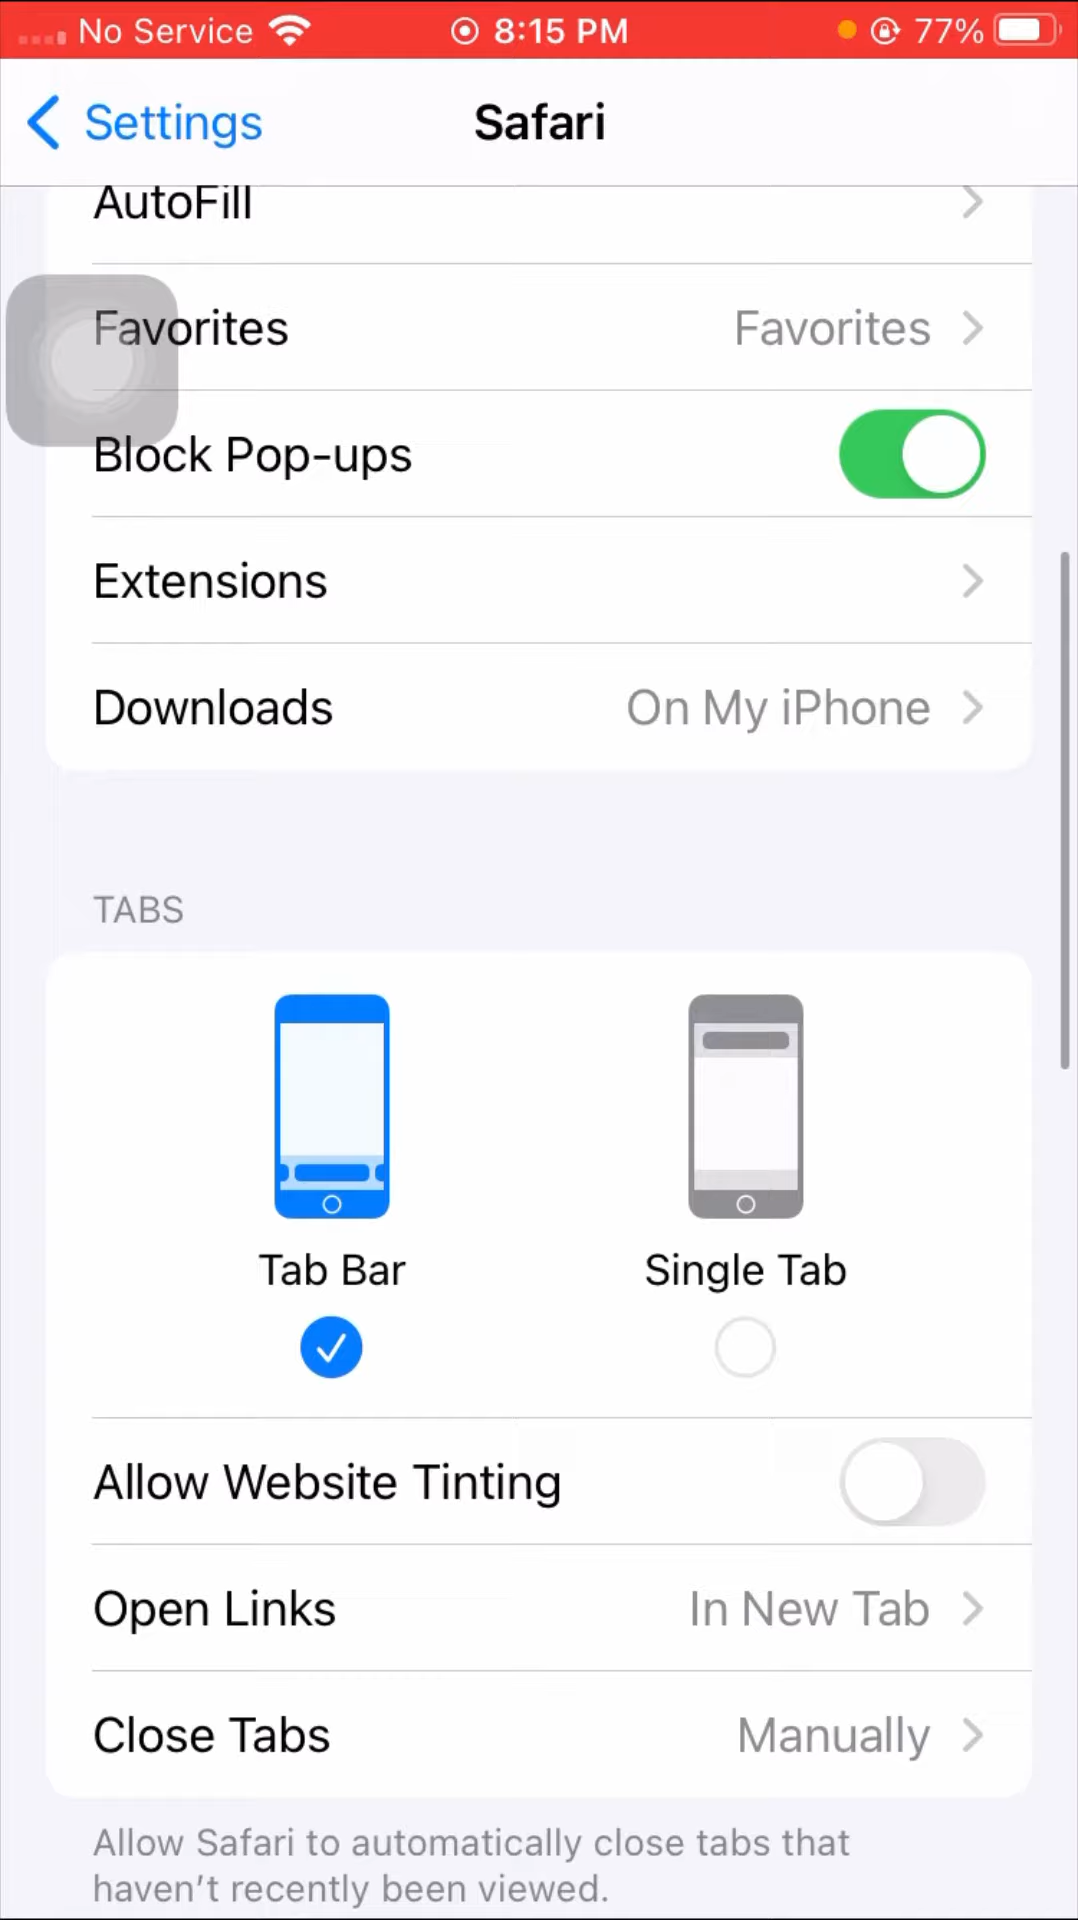 No Service 8:15 PM 77%
Settings Safari
AutoFill
Favorites Favorites
Block Pop-ups
Extensions
Downloads On My iPhone
TABS
Tab Bar Single Tab
Allow Website Tinting
Open Links In New Tab
Close Tabs Manually
Allow Safari to automatically close tabs that
haven't recently been viewed.